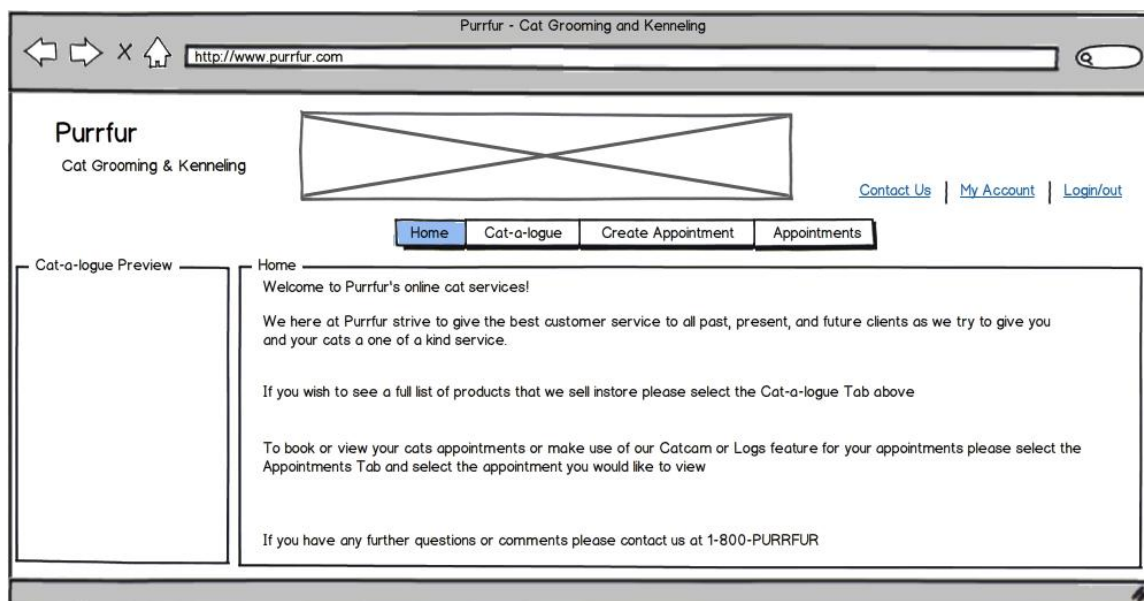 Purrfur - Cat Grooming and Kenneling
http://www.purrfur.com
Purrfur
Cat Grooming & Kenneling
Contact Us | My Account | Login/out
Home Cat-a-logue Create Appointment Appointments
Cat-a-logue Preview
Home
Welcome to Purrfur's online cat services!
We here at Purrfur strive to give the best customer service to all past, present, and future clients as we try to give you
and your cats a one of a kind service.
If you wish to see a full list of products that we sell instore please select the Cat-a-logue Tab above
To book or view your cats appointments or make use of our Catcam or Logs feature for your appointments please select the
Appointments Tab and select the appointment you would like to view
If you have any further questions or comments please contact us at 1-800-PURRFUR